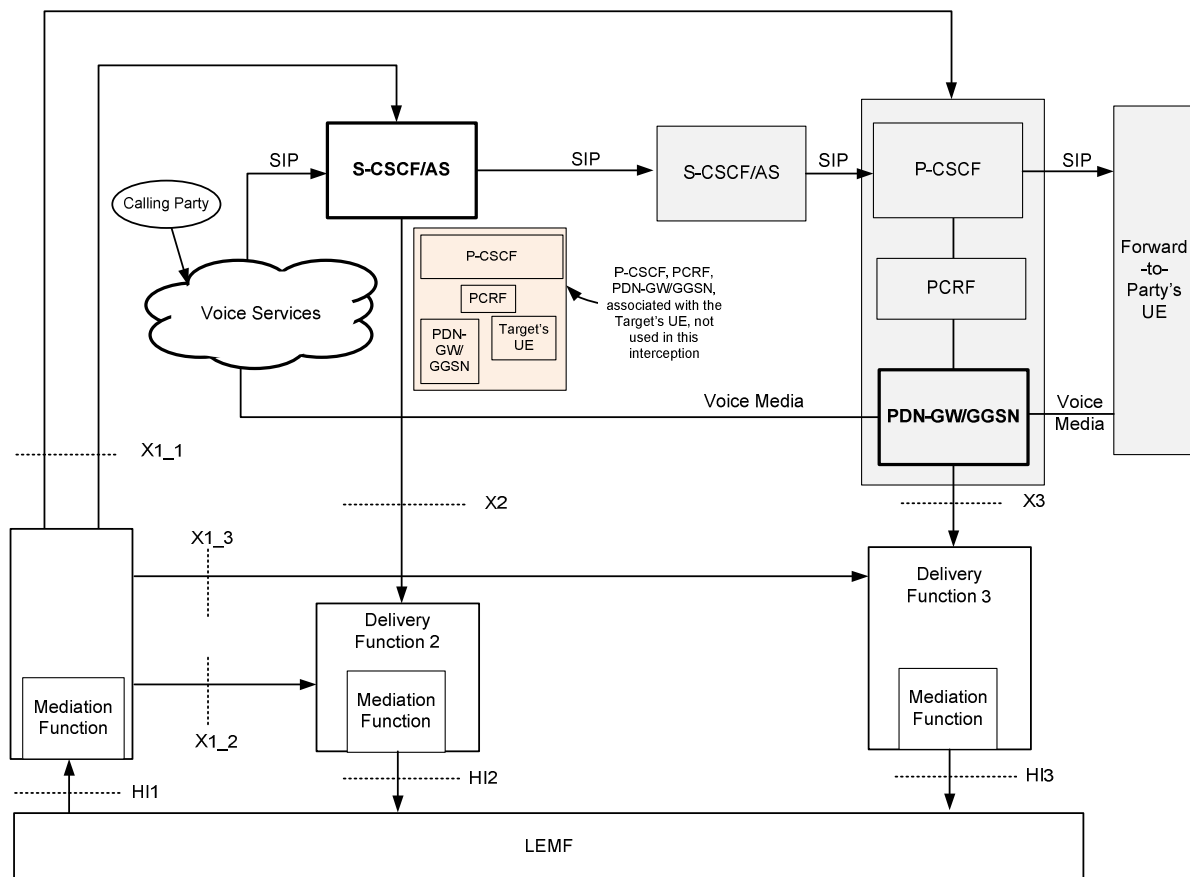 SIP
S-CSCF/AS
SIP
S-CSCF/AS
SIP
P-CSCF
SIP
Calling Party
Voice Services
P-CSCF
PCRF
PDN-
GW/
GGSN
Target's
UE
P-CSCF, PCRF,
PDN-GW/GGSN,
associated with the
Target's UE, not
used in this
interception
PCRF
Forward
-to-
Party's
UE
Voice Media
PDN-GW/GGSN
Voice
Media
X1_1
X2
X3
X1_3
Delivery
Function 2
Delivery
Function 3
Mediation
Function
X1_2
Mediation
Function
Mediation
Function
HI1
HI2
HI3
LEMF